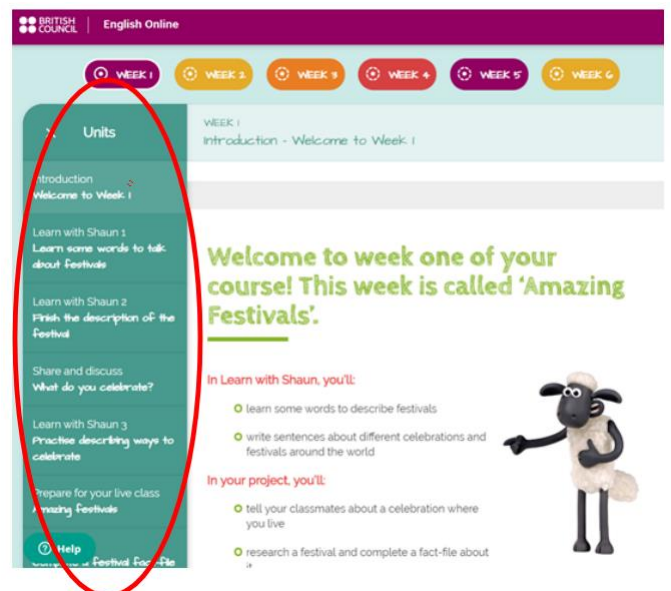 BRITISH
COUNCIL
English Online
WEEK 1
WEEK 2
WEEK 3
WEEK 4
WEEK 5
WEEK 6
Units
Introduction
Welcome to Week 1
Learn with Shaun 1
Learn some words to talk
about festivals
Learn with Shaun 2
Finish the description of the
festival
Share and discuss
What do you celebrate?
Learn with Shaun 3
Practise describing ways to
celebrate
Prepare for your live class
Amazing festivals
Help
Complete a festival fact-file
WEEK 1
Introduction - Welcome to Week 1
Welcome to week one of your
course! This week is called 'Amazing
Festivals'.
In Learn with Shaun, you'll:
learn some words to describe festivals
write sentences about different celebrations and
festivals around the world
In your project, you'll:
tell your classmates about a celebration where
you live
research a festival and complete a fact-file about